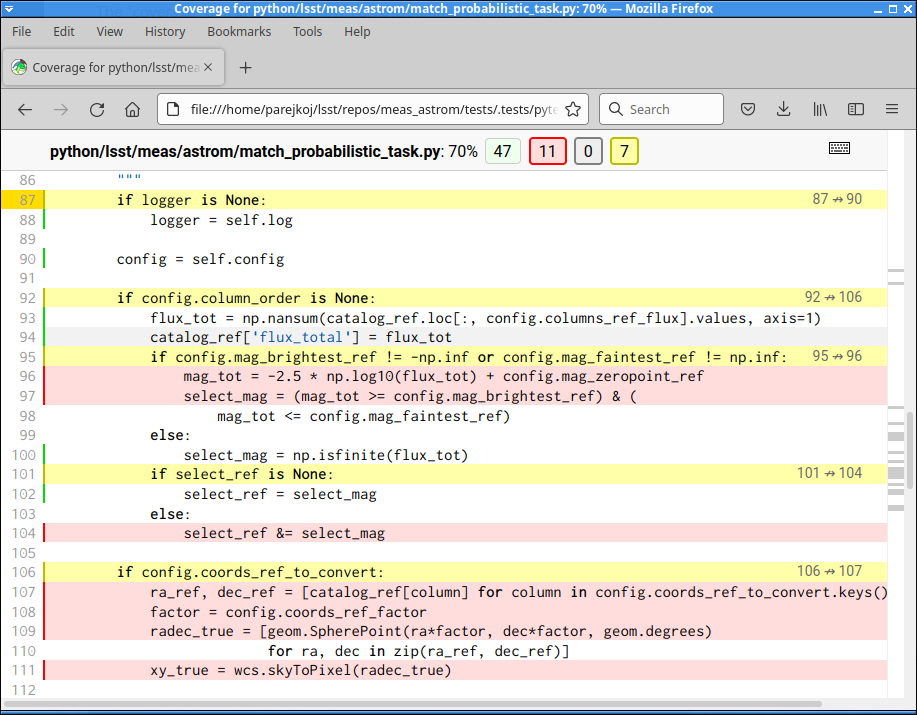 Coverage for python/lsst/meas/astrom/match_probabilistic_task.py: 70% — Mozilla Firefox
File Edit View History Bookmarks Tools Help
Coverage for python/lsst/mea
file:///home/parejkoj/lsst/repos/meas_astrom/tests/.tests/pyte Search
python/lsst/meas/astrom/match_probabilistic_task.py: 70% 47 11 0 7
86 """
87 if logger is None: 87 ↛ 90
88 logger = self.log
89
90 config = self.config
91
92 if config.column_order is None: 92 ↛ 106
93 flux_tot = np.nansum(catalog_ref.loc[:, config.columns_ref_flux].values, axis=1)
94 catalog_ref['flux_total'] = flux_tot
95 if config.mag_brightest_ref != -np.inf or config.mag_faintest_ref != np.inf: 95 ↛ 96
96 mag_tot = -2.5 * np.log10(flux_tot) + config.mag_zeropoint_ref
97 select_mag = (mag_tot >= config.mag_brightest_ref) & (
98 mag_tot <= config.mag_faintest_ref)
99 else:
100 select_mag = np.isfinite(flux_tot)
101 if select_ref is None: 101 ↛ 104
102 select_ref = select_mag
103 else:
104 select_ref &= select_mag
105
106 if config.coords_ref_to_convert: 106 ↛ 107
107 ra_ref, dec_ref = [catalog_ref[column] for column in config.coords_ref_to_convert.keys()
108 factor = config.coords_ref_factor
109 radec_true = [geom.SpherePoint(ra*factor, dec*factor, geom.degrees)
110 for ra, dec in zip(ra_ref, dec_ref)]
111 xy_true = wcs.skyToPixel(radec_true)
112